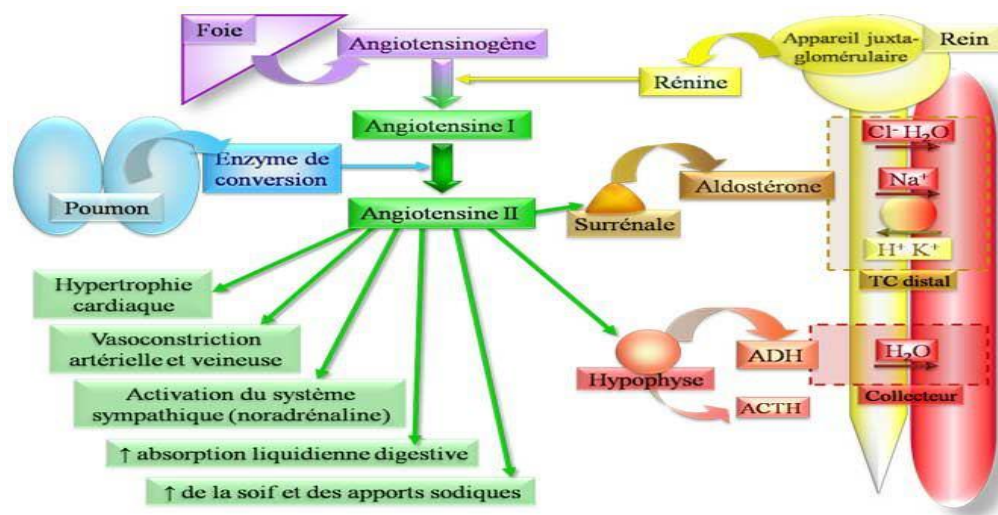 Foie
Angiotensinogène
Appareil juxta-
glomérulaire
Rein
Rénine
Angiotensine I
Cl⁻ H₂O
Enzyme de
conversion
Poumon
Na⁺
Aldostérone
Angiotensine II
Surrénale
H⁺ K⁺
TC distal
Hypertrophie
cardiaque
Vasoconstriction
artérielle et veineuse
ADH
H₂O
Hypophyse
Collecteur
Activation du système
sympathique (noradrénaline)
ACTH
↑ absorption liquidienne digestive
↑ de la soif et des apports sodiques